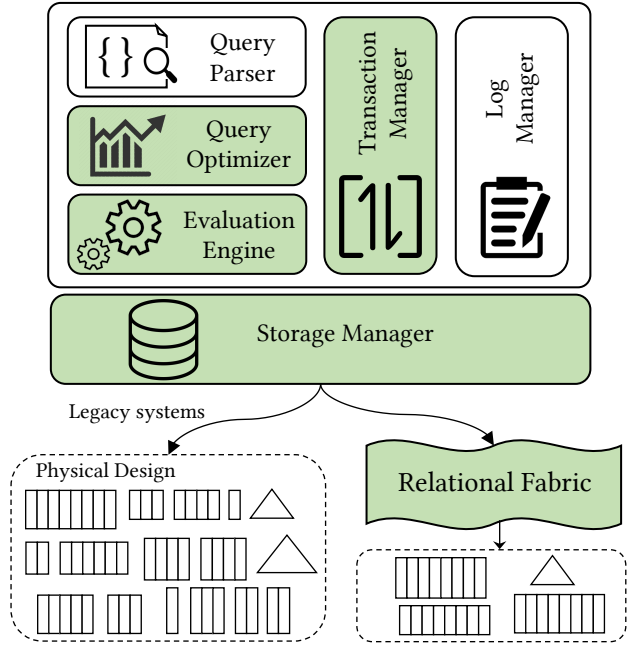 Query
Parser
Query
Optimizer
Evaluation
Engine
Transaction
Manager
Log
Manager
Storage Manager
Legacy systems
Physical Design
Relational Fabric